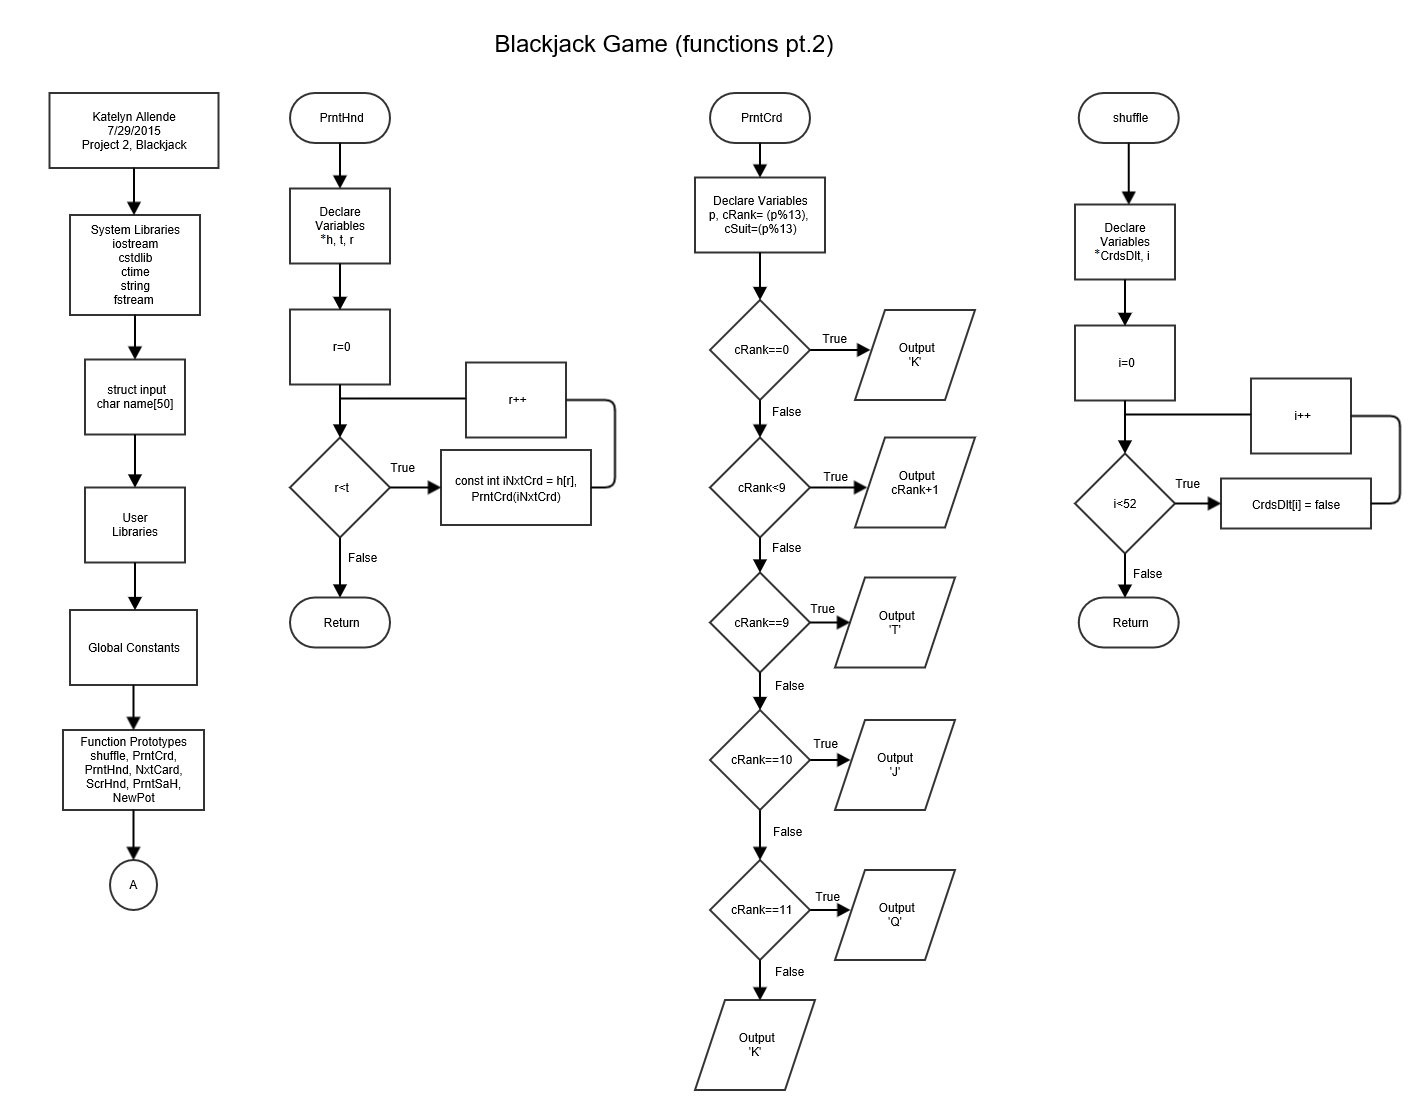 Blackjack Game (functions pt.2)
Katelyn Allende
7/29/2015
Project 2, Blackjack
System Libraries
iostream
cstdlib
ctime
string
fstream
struct input
char name[50]
User
Libraries
Global Constants
Function Prototypes
shuffle, PrntCrd,
PrntHnd, NxtCard,
ScrHnd, PrntSaH,
NewPot
A
PrntHnd
Declare
Variables
*h, t, r
r=0
r++
r<t
True
const int iNxtCrd = h[r],
PrntCrd(iNxtCrd)
False
Return
PrntCrd
Declare Variables
p, cRank= (p%13),
cSuit=(p%13)
cRank==0
True
Output
'K'
False
cRank<9
True
Output
cRank+1
False
cRank==9
True
Output
'T'
False
cRank==10
True
Output
'J'
False
cRank==11
True
Output
'Q'
False
Output
'K'
shuffle
Declare
Variables
*CrdsDlt, i
i=0
i++
i<52
True
CrdsDlt[i] = false
False
Return